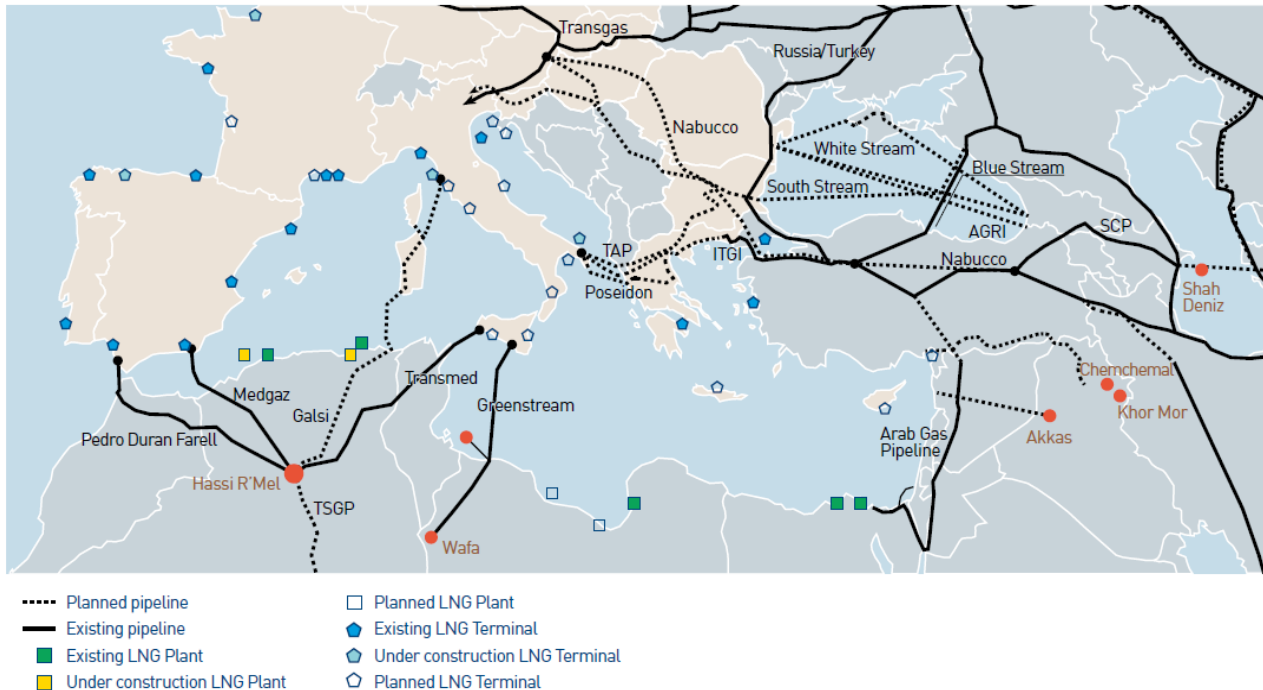 Transgas
Russia/Turkey
Nabucco
White Stream
Blue Stream
South Stream
AGRI
SCP
TAP
ITGI
Nabucco
Poseidon
Shah
Deniz
Transmed
Medgaz
Greenstream
Galsi
Chemchemal
Khor Mor
Pedro Duran Farell
Arab Gas
Pipeline
Akkas
Hassi R'Mel
TSGP
Wafa
Planned pipeline
Existing pipeline
Existing LNG Plant
Under construction LNG Plant
Planned LNG Plant
Existing LNG Terminal
Under construction LNG Terminal
Planned LNG Terminal